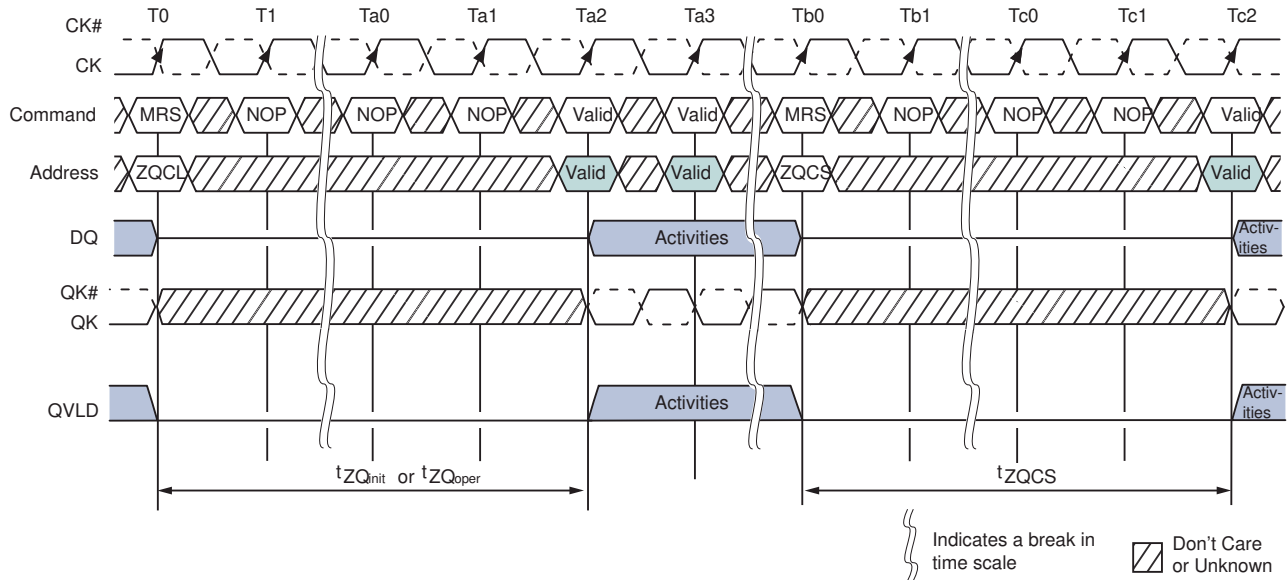 T0 T1 Ta0 Ta1 Ta2 Ta3 Tb0 Tb1 Tc0 Tc1 Tc2
CK#
CK
Command MRS NOP NOP NOP Valid Valid MRS NOP NOP NOP Valid
Address ZQCL Valid Valid ZQCS Valid
DQ Activities Activ-
ities
QK#
QK
QVLD Activities Activ-
ities
tZQinit or tZQoper tZQCS
Indicates a break in
time scale
Don't Care
or Unknown